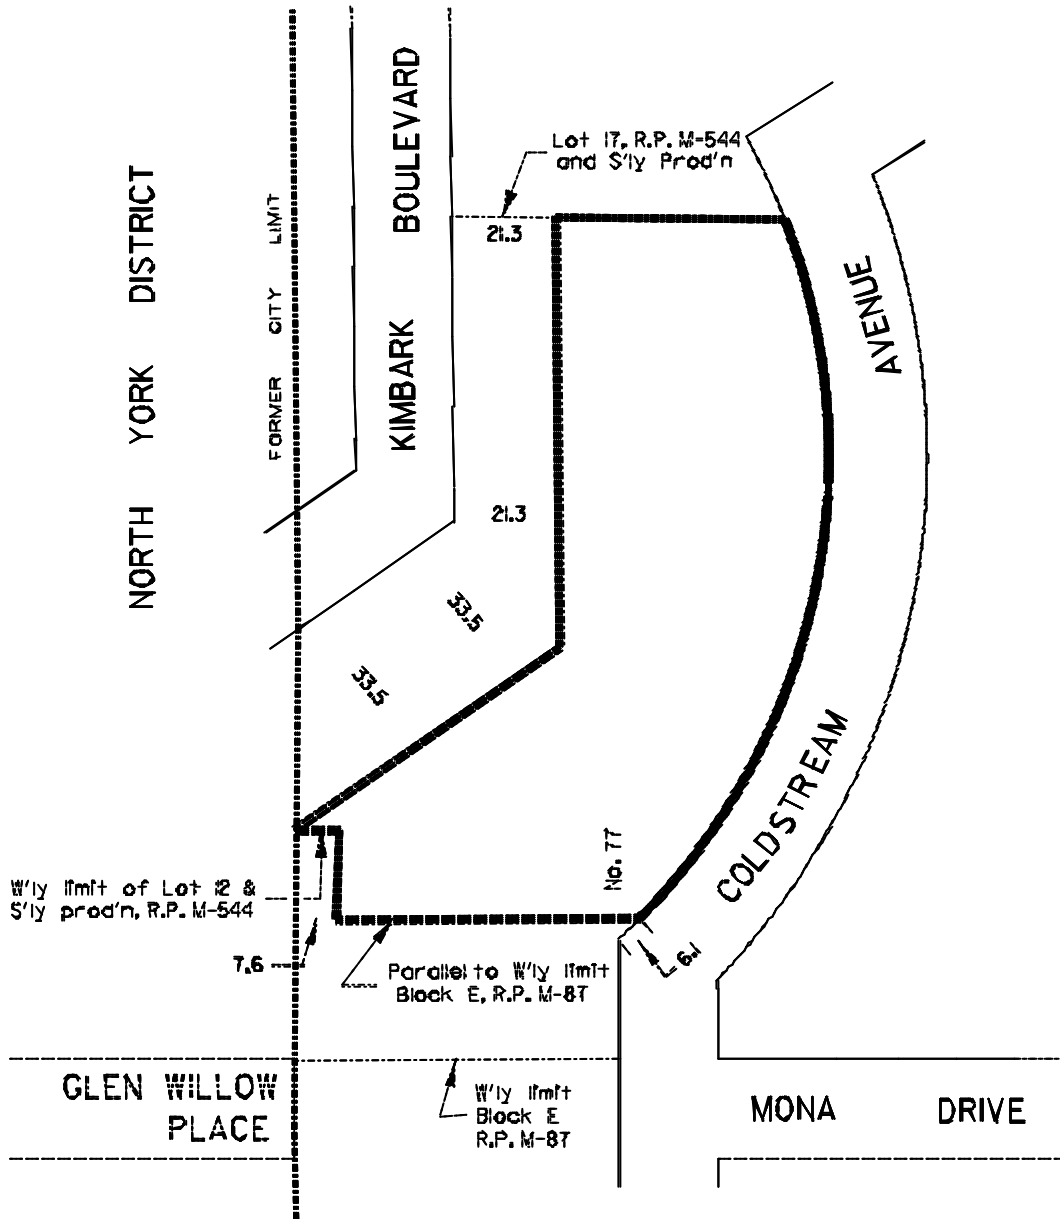 Lot 17, R.P. M-544
and S'ly Prod'n
21.3
KIMBARK BOULEVARD
FORMER CITY LIMIT
NORTH YORK DISTRICT
AVENUE
21.3
33.5
33.5
COLDSTREAM
No. 77
W'ly limit of Lot 12 &
S'ly prod'n, R.P. M-544
7.6
6.1
Parallel to W'ly limit
Block E, R.P. M-87
GLEN WILLOW
PLACE
W'ly limit
Block E
R.P. M-87
MONA DRIVE